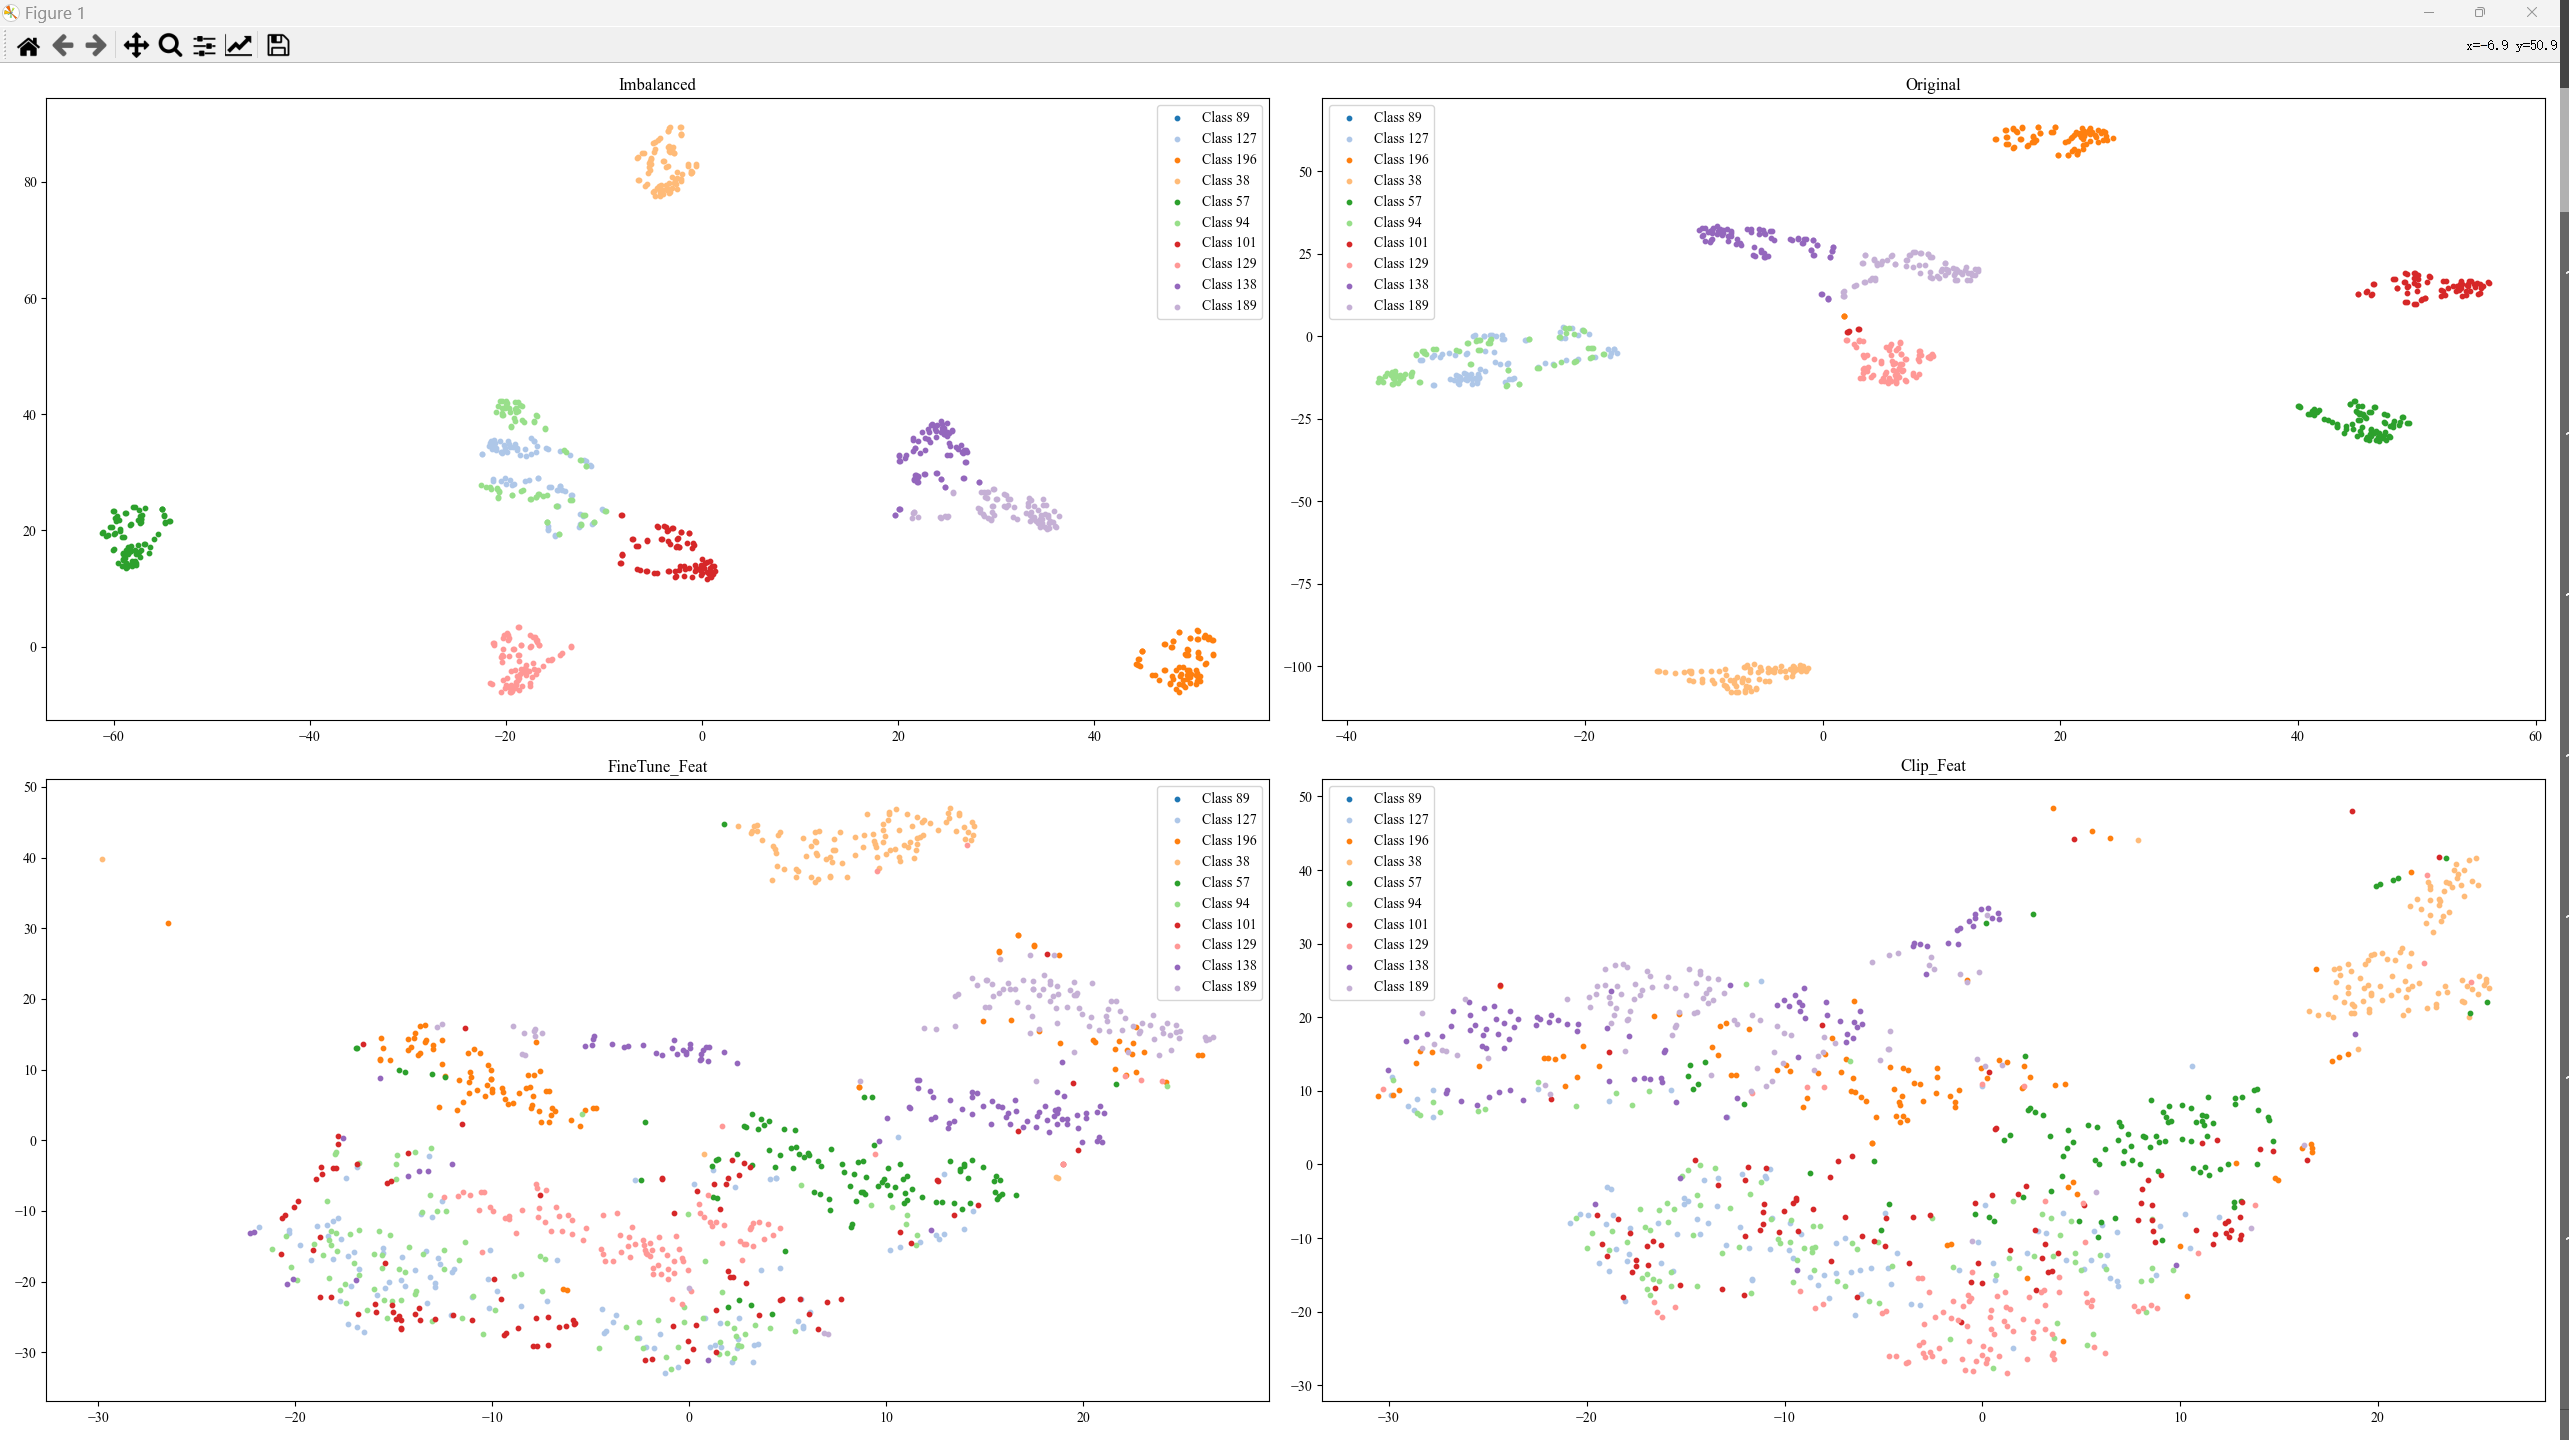 Figure 1
x=-6.9 y=50.9
Imbalanced
80
60
40
20
0
−60
−40
−20
0
20
40
Class 89
Class 127
Class 196
Class 38
Class 57
Class 94
Class 101
Class 129
Class 138
Class 189
Original
50
25
0
−25
−50
−75
−100
−40
−20
0
20
40
60
Class 89
Class 127
Class 196
Class 38
Class 57
Class 94
Class 101
Class 129
Class 138
Class 189
FineTune_Feat
50
40
30
20
10
0
−10
−20
−30
−30
−20
−10
0
10
20
Class 89
Class 127
Class 196
Class 38
Class 57
Class 94
Class 101
Class 129
Class 138
Class 189
Clip_Feat
50
40
30
20
10
0
−10
−20
−30
−30
−20
−10
0
10
20
Class 89
Class 127
Class 196
Class 38
Class 57
Class 94
Class 101
Class 129
Class 138
Class 189